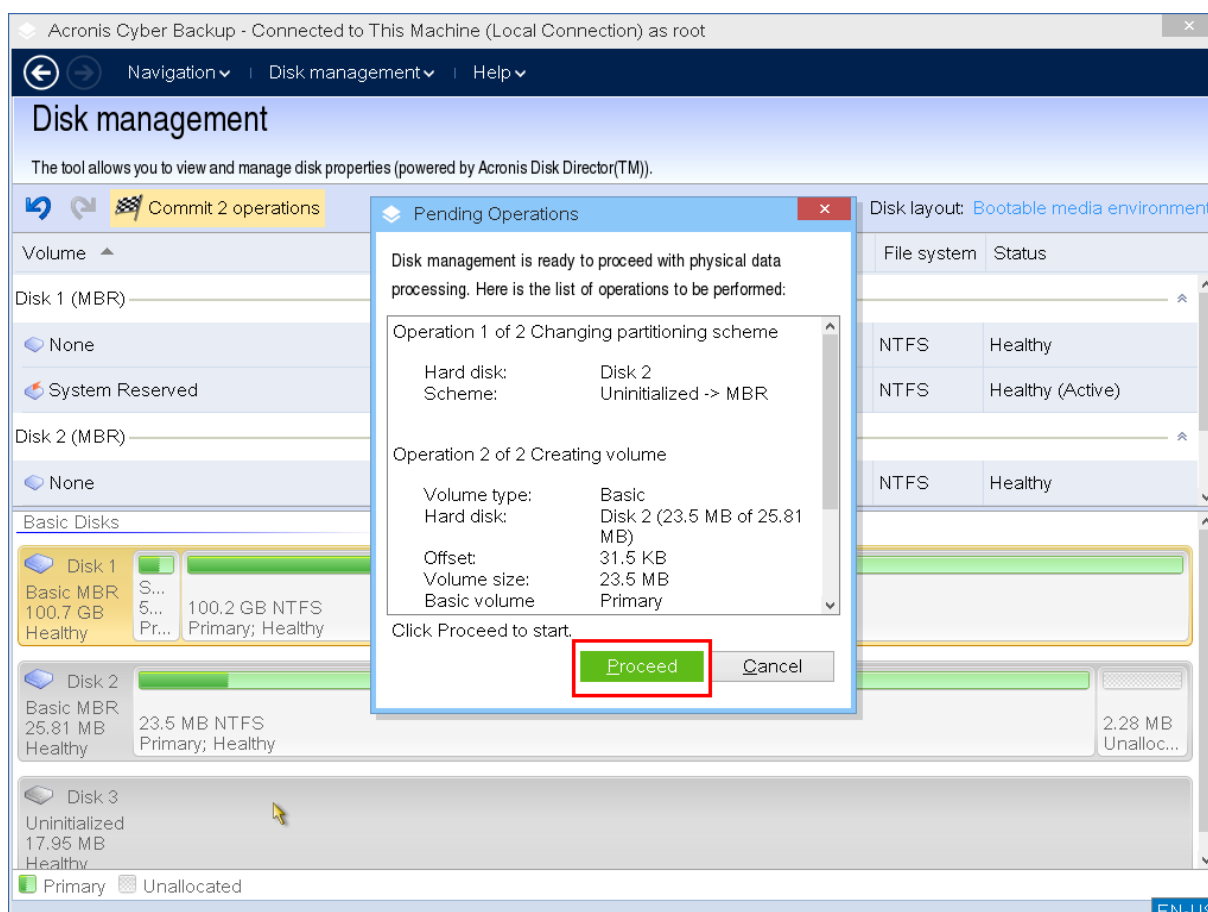 Acronis Cyber Backup - Connected to This Machine (Local Connection) as root
Navigation Disk management Help
Disk management
The tool allows you to view and manage disk properties (powered by Acronis Disk Director(TM)).
Commit 2 operations
Disk layout: Bootable media environment
Volume File system Status
Disk 1 (MBR)
None NTFS Healthy
System Reserved NTFS Healthy (Active)
Disk 2 (MBR)
None NTFS Healthy
Pending Operations
Disk management is ready to proceed with physical data
processing. Here is the list of operations to be performed:
Operation 1 of 2 Changing partitioning scheme
Hard disk: Disk 2
Scheme: Uninitialized -> MBR
Operation 2 of 2 Creating volume
Volume type: Basic
Hard disk: Disk 2 (23.5 MB of 25.81
MB)
Offset: 31.5 KB
Volume size: 23.5 MB
Basic volume Primary
Click Proceed to start.
Proceed Cancel
Basic Disks
Disk 1
Basic MBR
100.7 GB
Healthy
S...
5...
Pr...
100.2 GB NTFS
Primary; Healthy
Disk 2
Basic MBR
25.81 MB
Healthy
23.5 MB NTFS
Primary; Healthy
2.28 MB
Unalloc...
Disk 3
Uninitialized
17.95 MB
Healthy
Primary Unallocated
EN-US